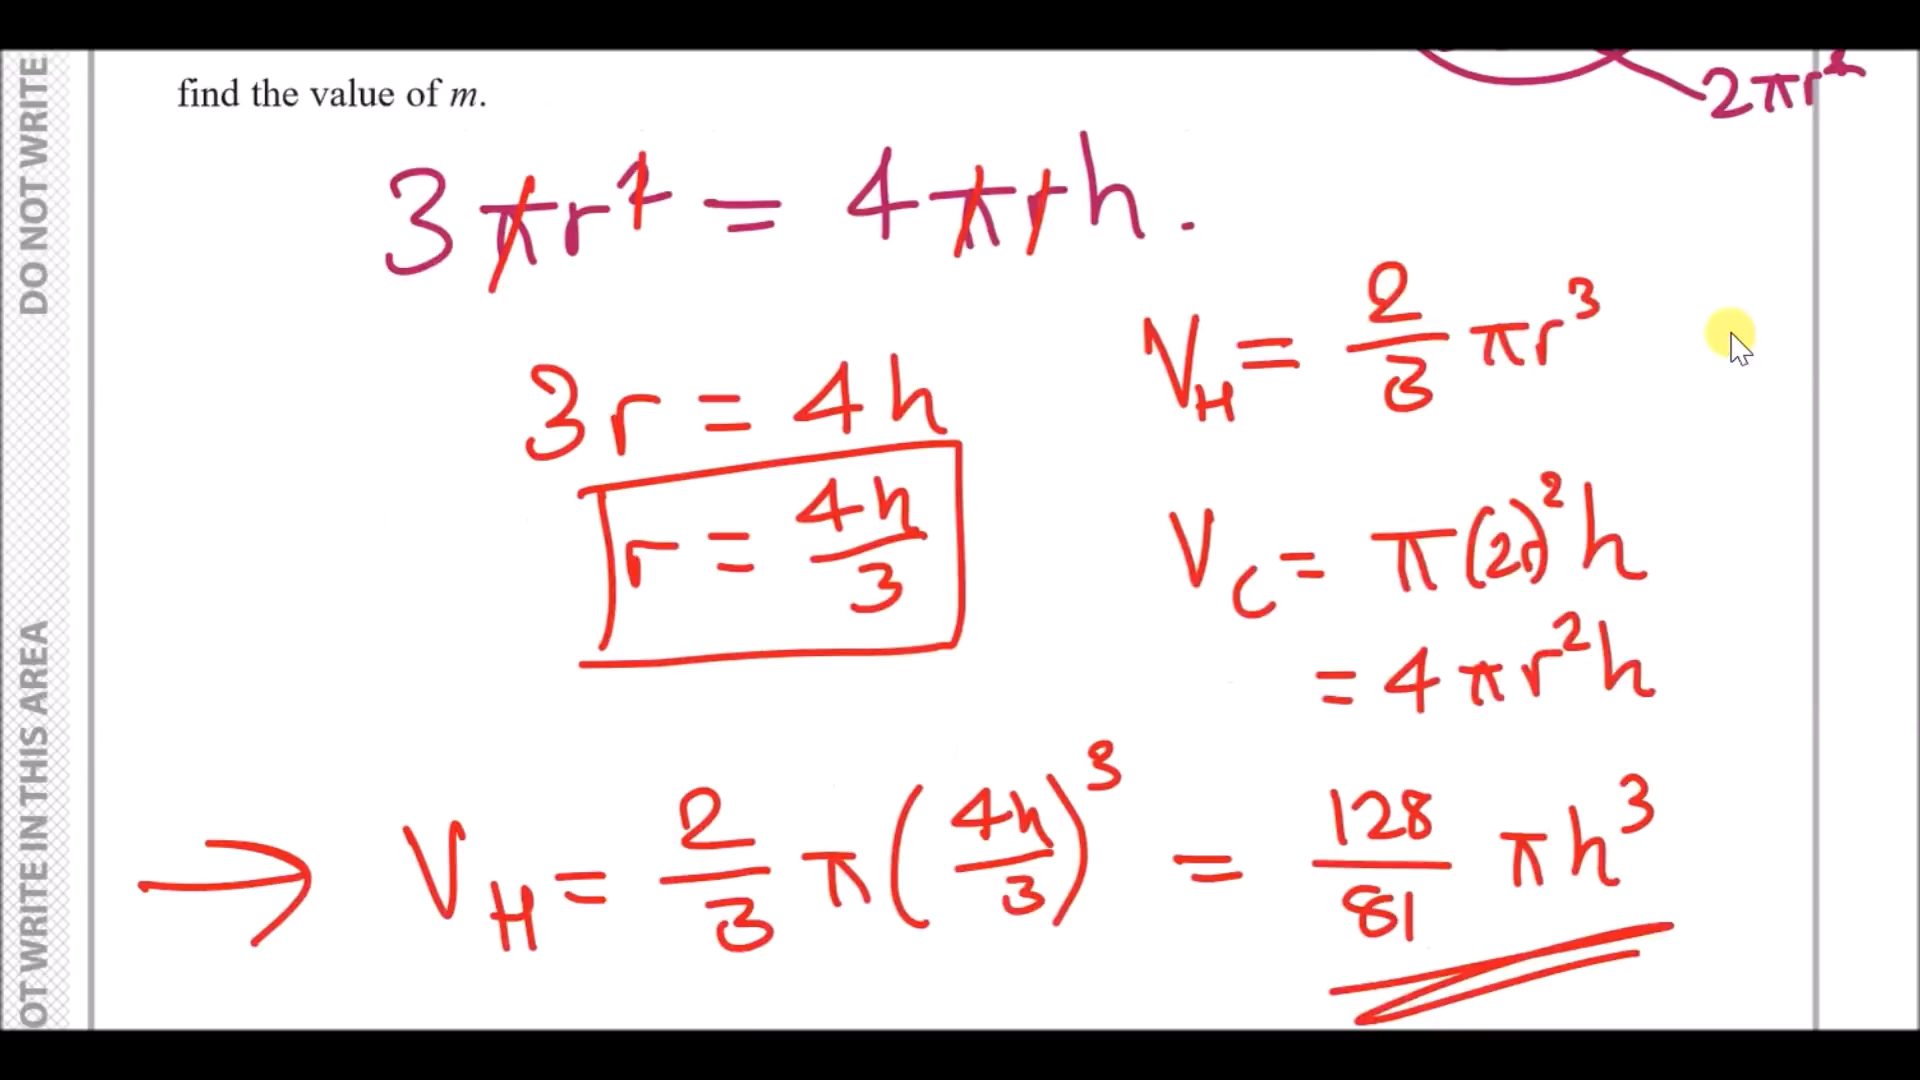 DO NOT WRITE
OT WRITE IN THIS AREA
find the value of m.
2πr²
3πr² = 4πrh.
3r = 4h
r = 4h/3
V_H = 2/3 πr³
V_C = π(2r)²h
= 4πr²h
→ V_H = 2/3 π(4h/3)³ = 128/81 πh³